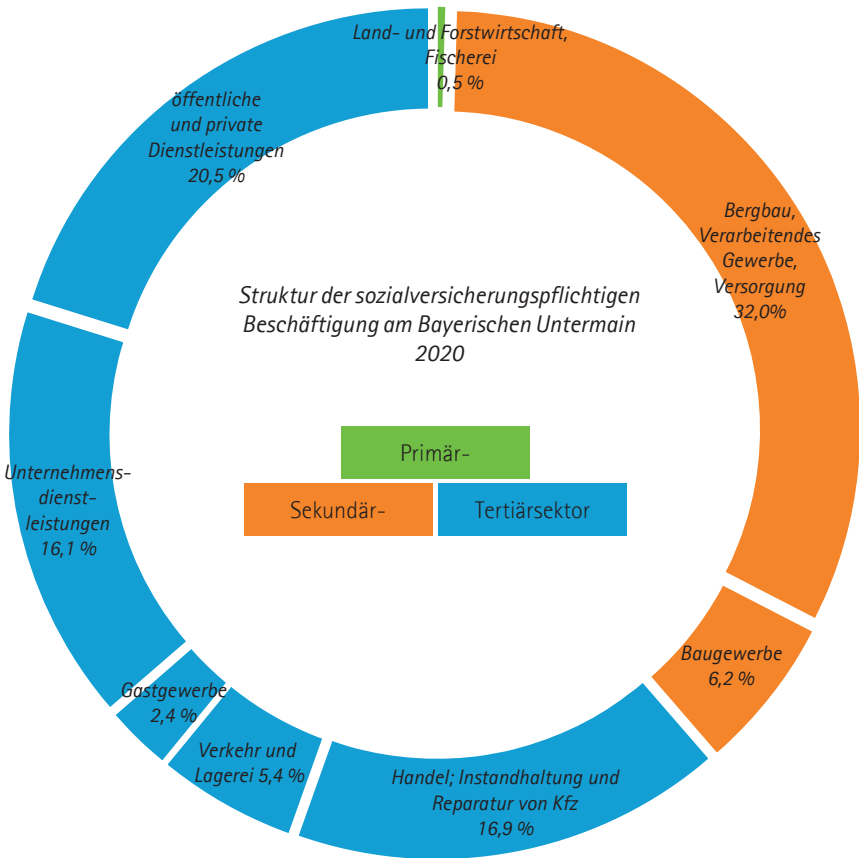 Land- und Forstwirtschaft,
Fischerei
0,5 %
öffentliche
und private
Dienstleistungen
20,5 %
Bergbau,
Verarbeitendes
Gewerbe,
Versorgung
32,0%
Struktur der sozialversicherungspflichtigen
Beschäftigung am Bayerischen Untermain
2020
Primär-
Sekundär-
Tertiärsektor
Unternehmens-
dienst-
leistungen
16,1 %
Baugewerbe
6,2 %
Gastgewerbe
2,4 %
Verkehr und
Lagerei 5,4 %
Handel; Instandhaltung und
Reparatur von Kfz
16,9 %